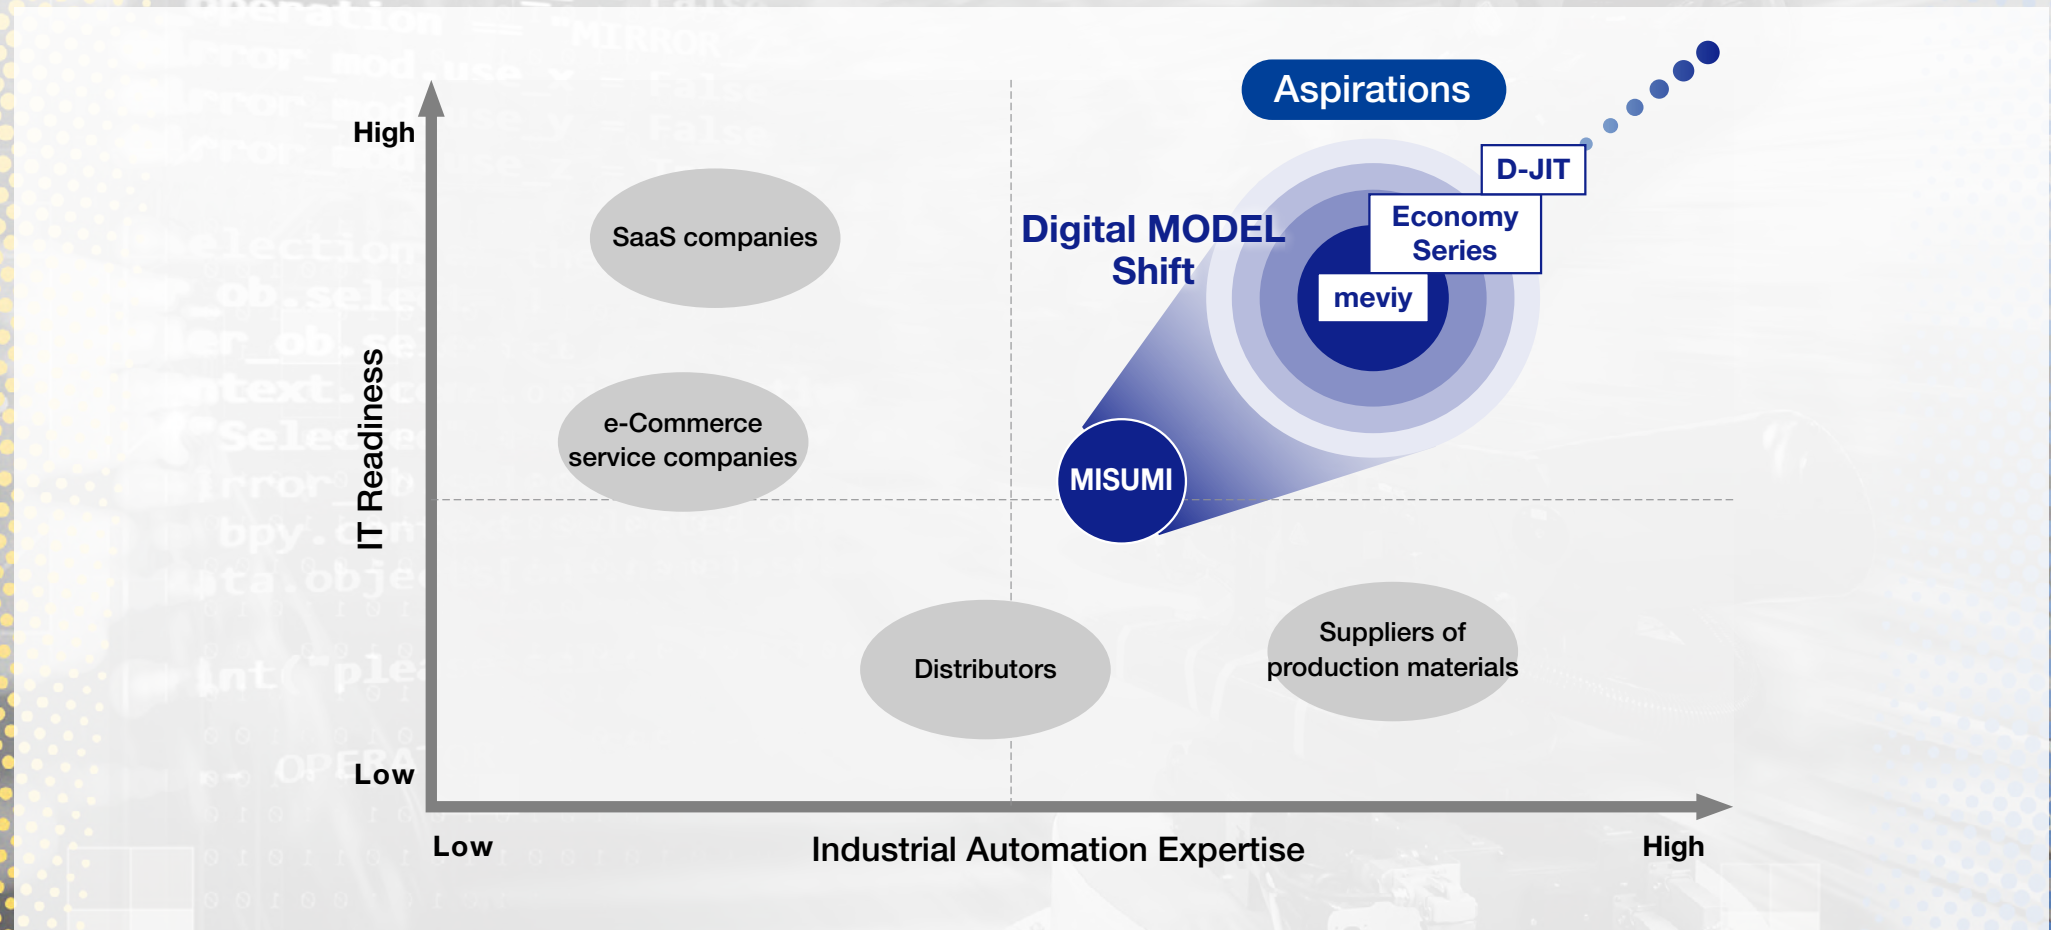 Aspirations
High
D-JIT
Economy
Series
Digital MODEL
Shift
SaaS companies
meviy
IT Readiness
e-Commerce
service companies
MISUMI
Suppliers of
production materials
Distributors
Low
Low
Industrial Automation Expertise
High